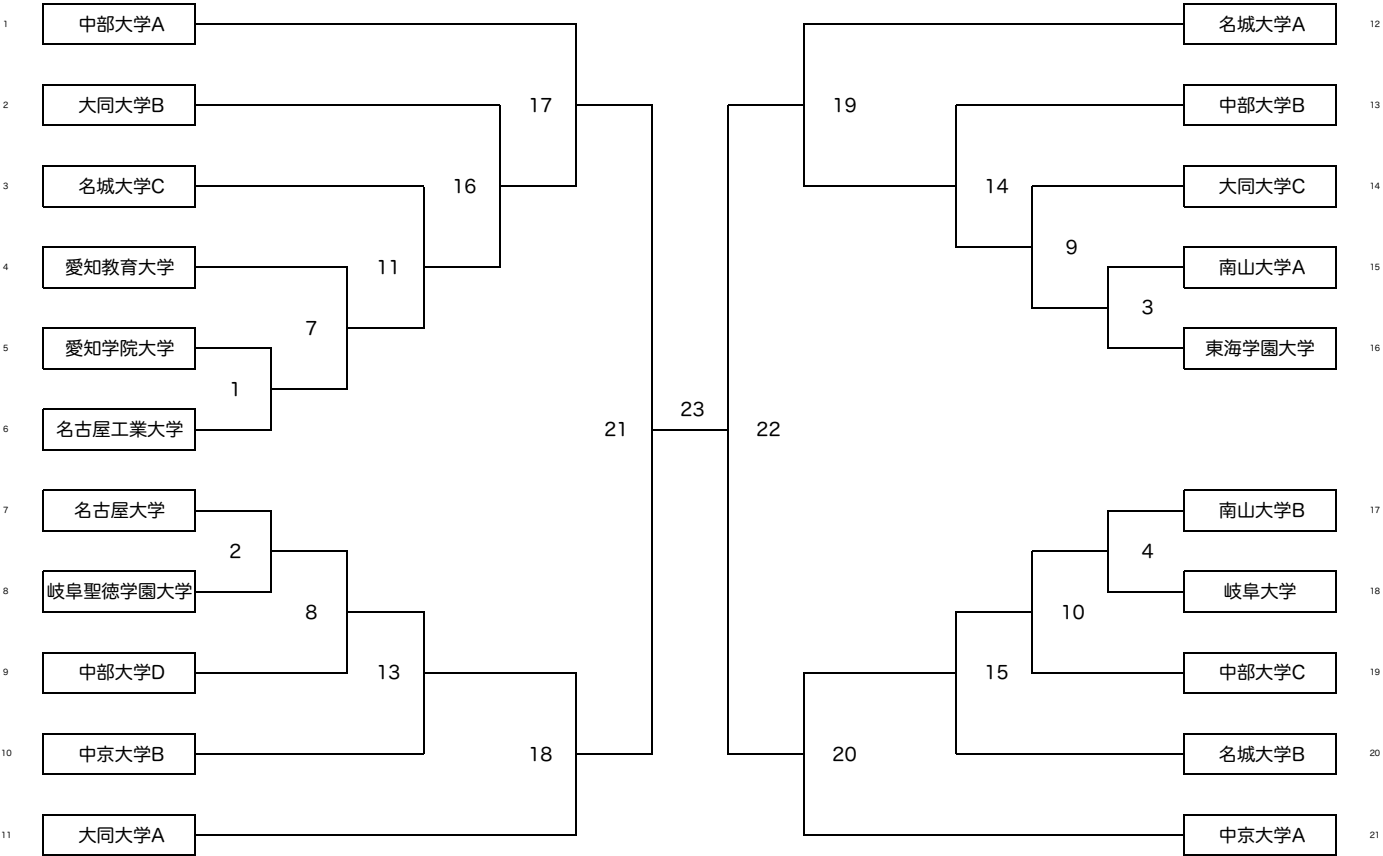 1 中部大学A
2 大同大学B
3 名城大学C
4 愛知教育大学
5 愛知学院大学
6 名古屋工業大学
7 名古屋大学
8 岐阜聖徳学園大学
9 中部大学D
10 中京大学B
11 大同大学A
17
16
11
7
1
2
8
13
18
21
23
22
19
14
9
3
4
10
15
20
名城大学A 12
中部大学B 13
大同大学C 14
南山大学A 15
東海学園大学 16
南山大学B 17
岐阜大学 18
中部大学C 19
名城大学B 20
中京大学A 21